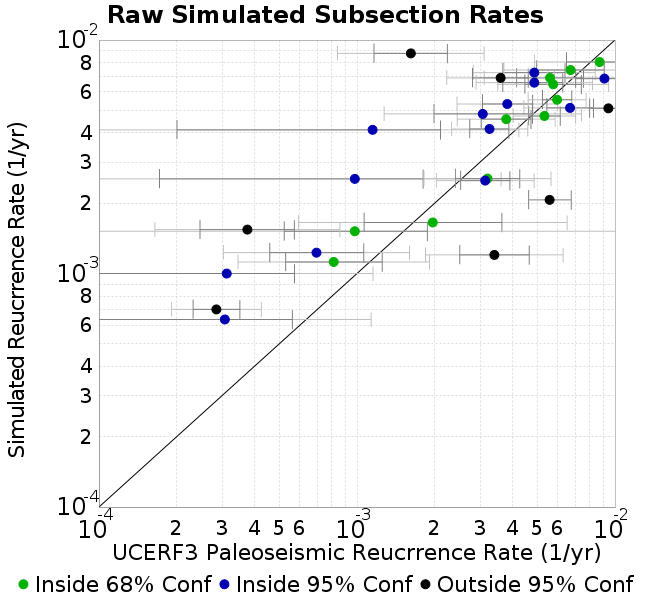 Raw Simulated Subsection Rates
Simulated Reucrrence Rate (1/yr)
10-2
8
6
4
3
2
10-3
8
6
4
3
2
10-4
10-4 2 3 4 5 6 10-3 2 3 4 5 6 10-2
UCERF3 Paleoseismic Reucrrence Rate (1/yr)
Inside 68% Conf Inside 95% Conf Outside 95% Conf